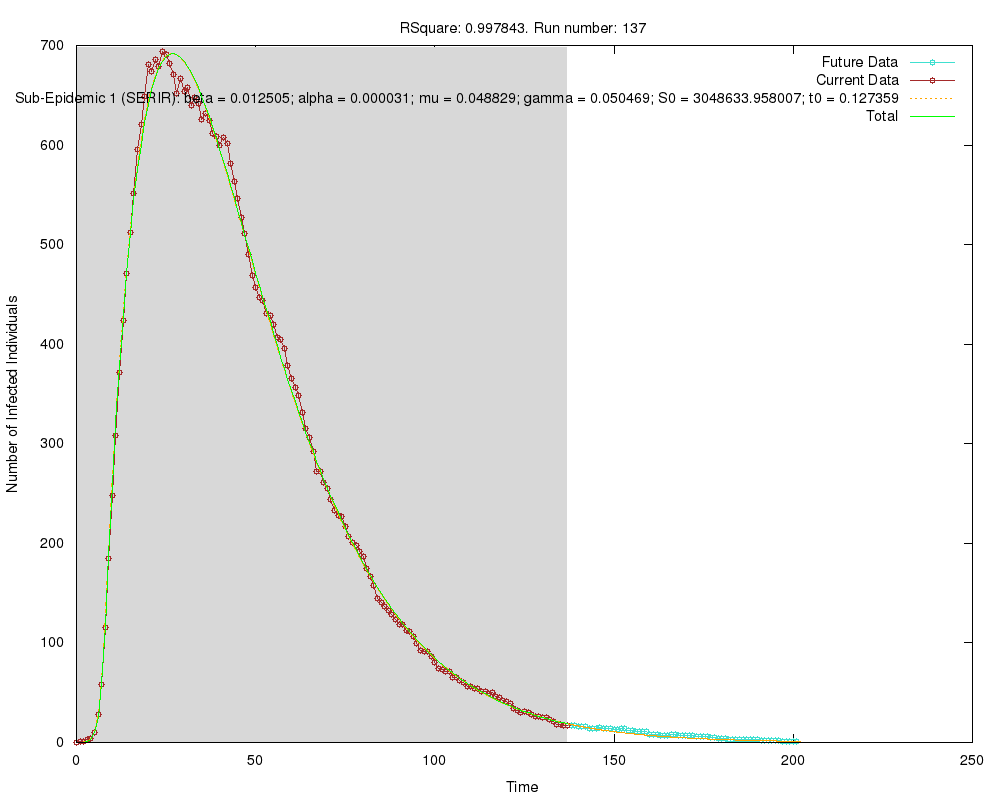 RSquare: 0.997843. Run number: 137
700
600
500
400
300
200
100
0
Number of Infected Individuals
Future Data
Current Data
Sub-Epidemic 1 (SEIRIR): beta = 0.012505; alpha = 0.000031; mu = 0.048829; gamma = 0.050469; S0 = 3048633.958007; t0 = 0.127359
Total
0 50 100 150 200 250
Time